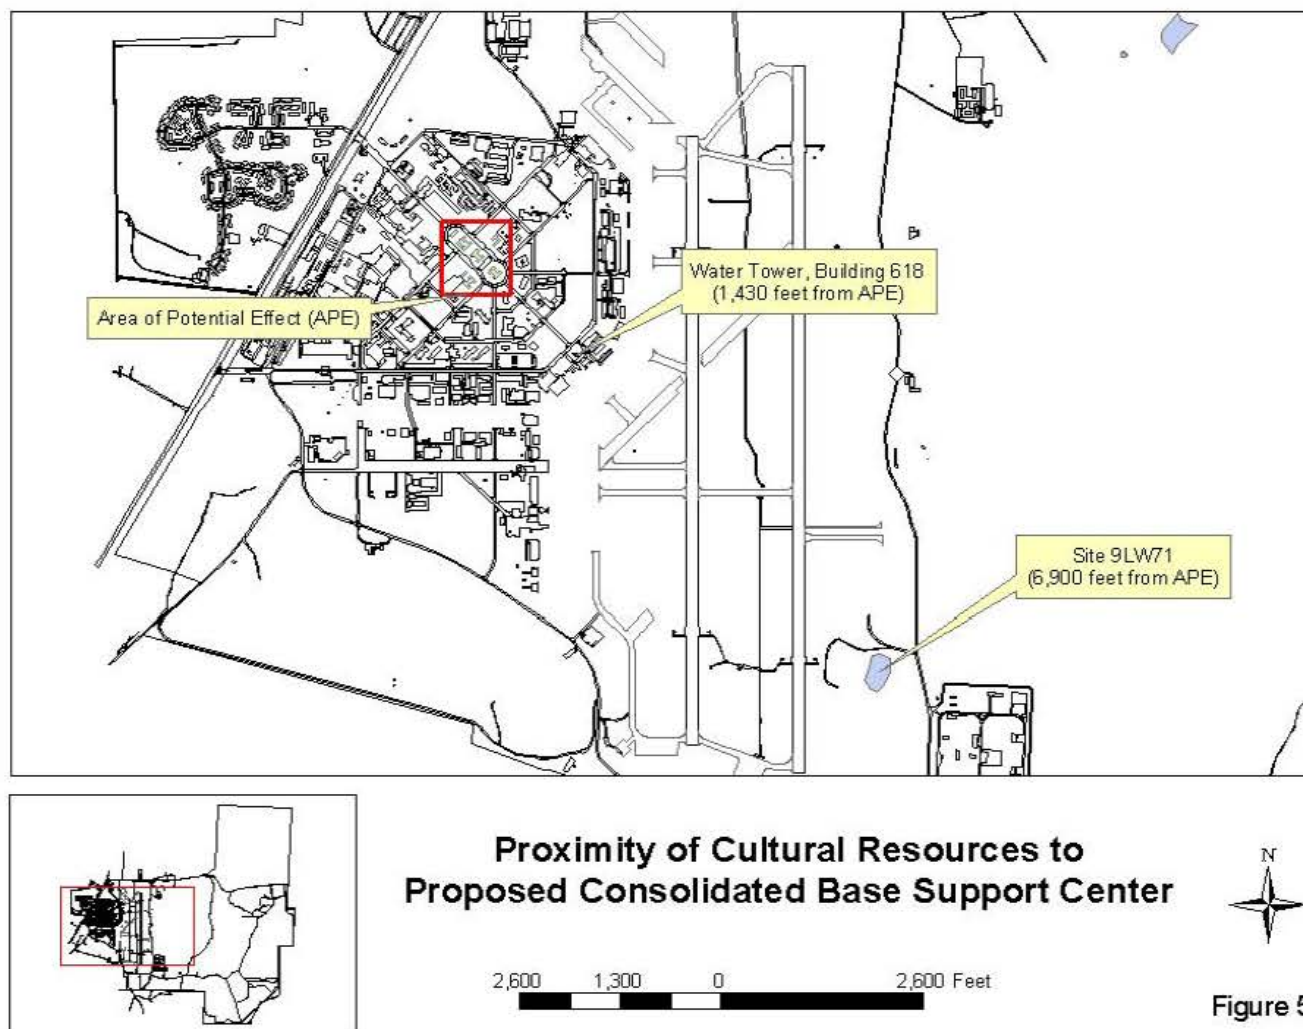 Water Tower, Building 618
(1,430 feet from APE)
Area of Potential Effect (APE)
Site 9LW71
(6,900 feet from APE)
Proximity of Cultural Resources to
Proposed Consolidated Base Support Center
N
2,600 1,300 0 2,600 Feet
Figure 5